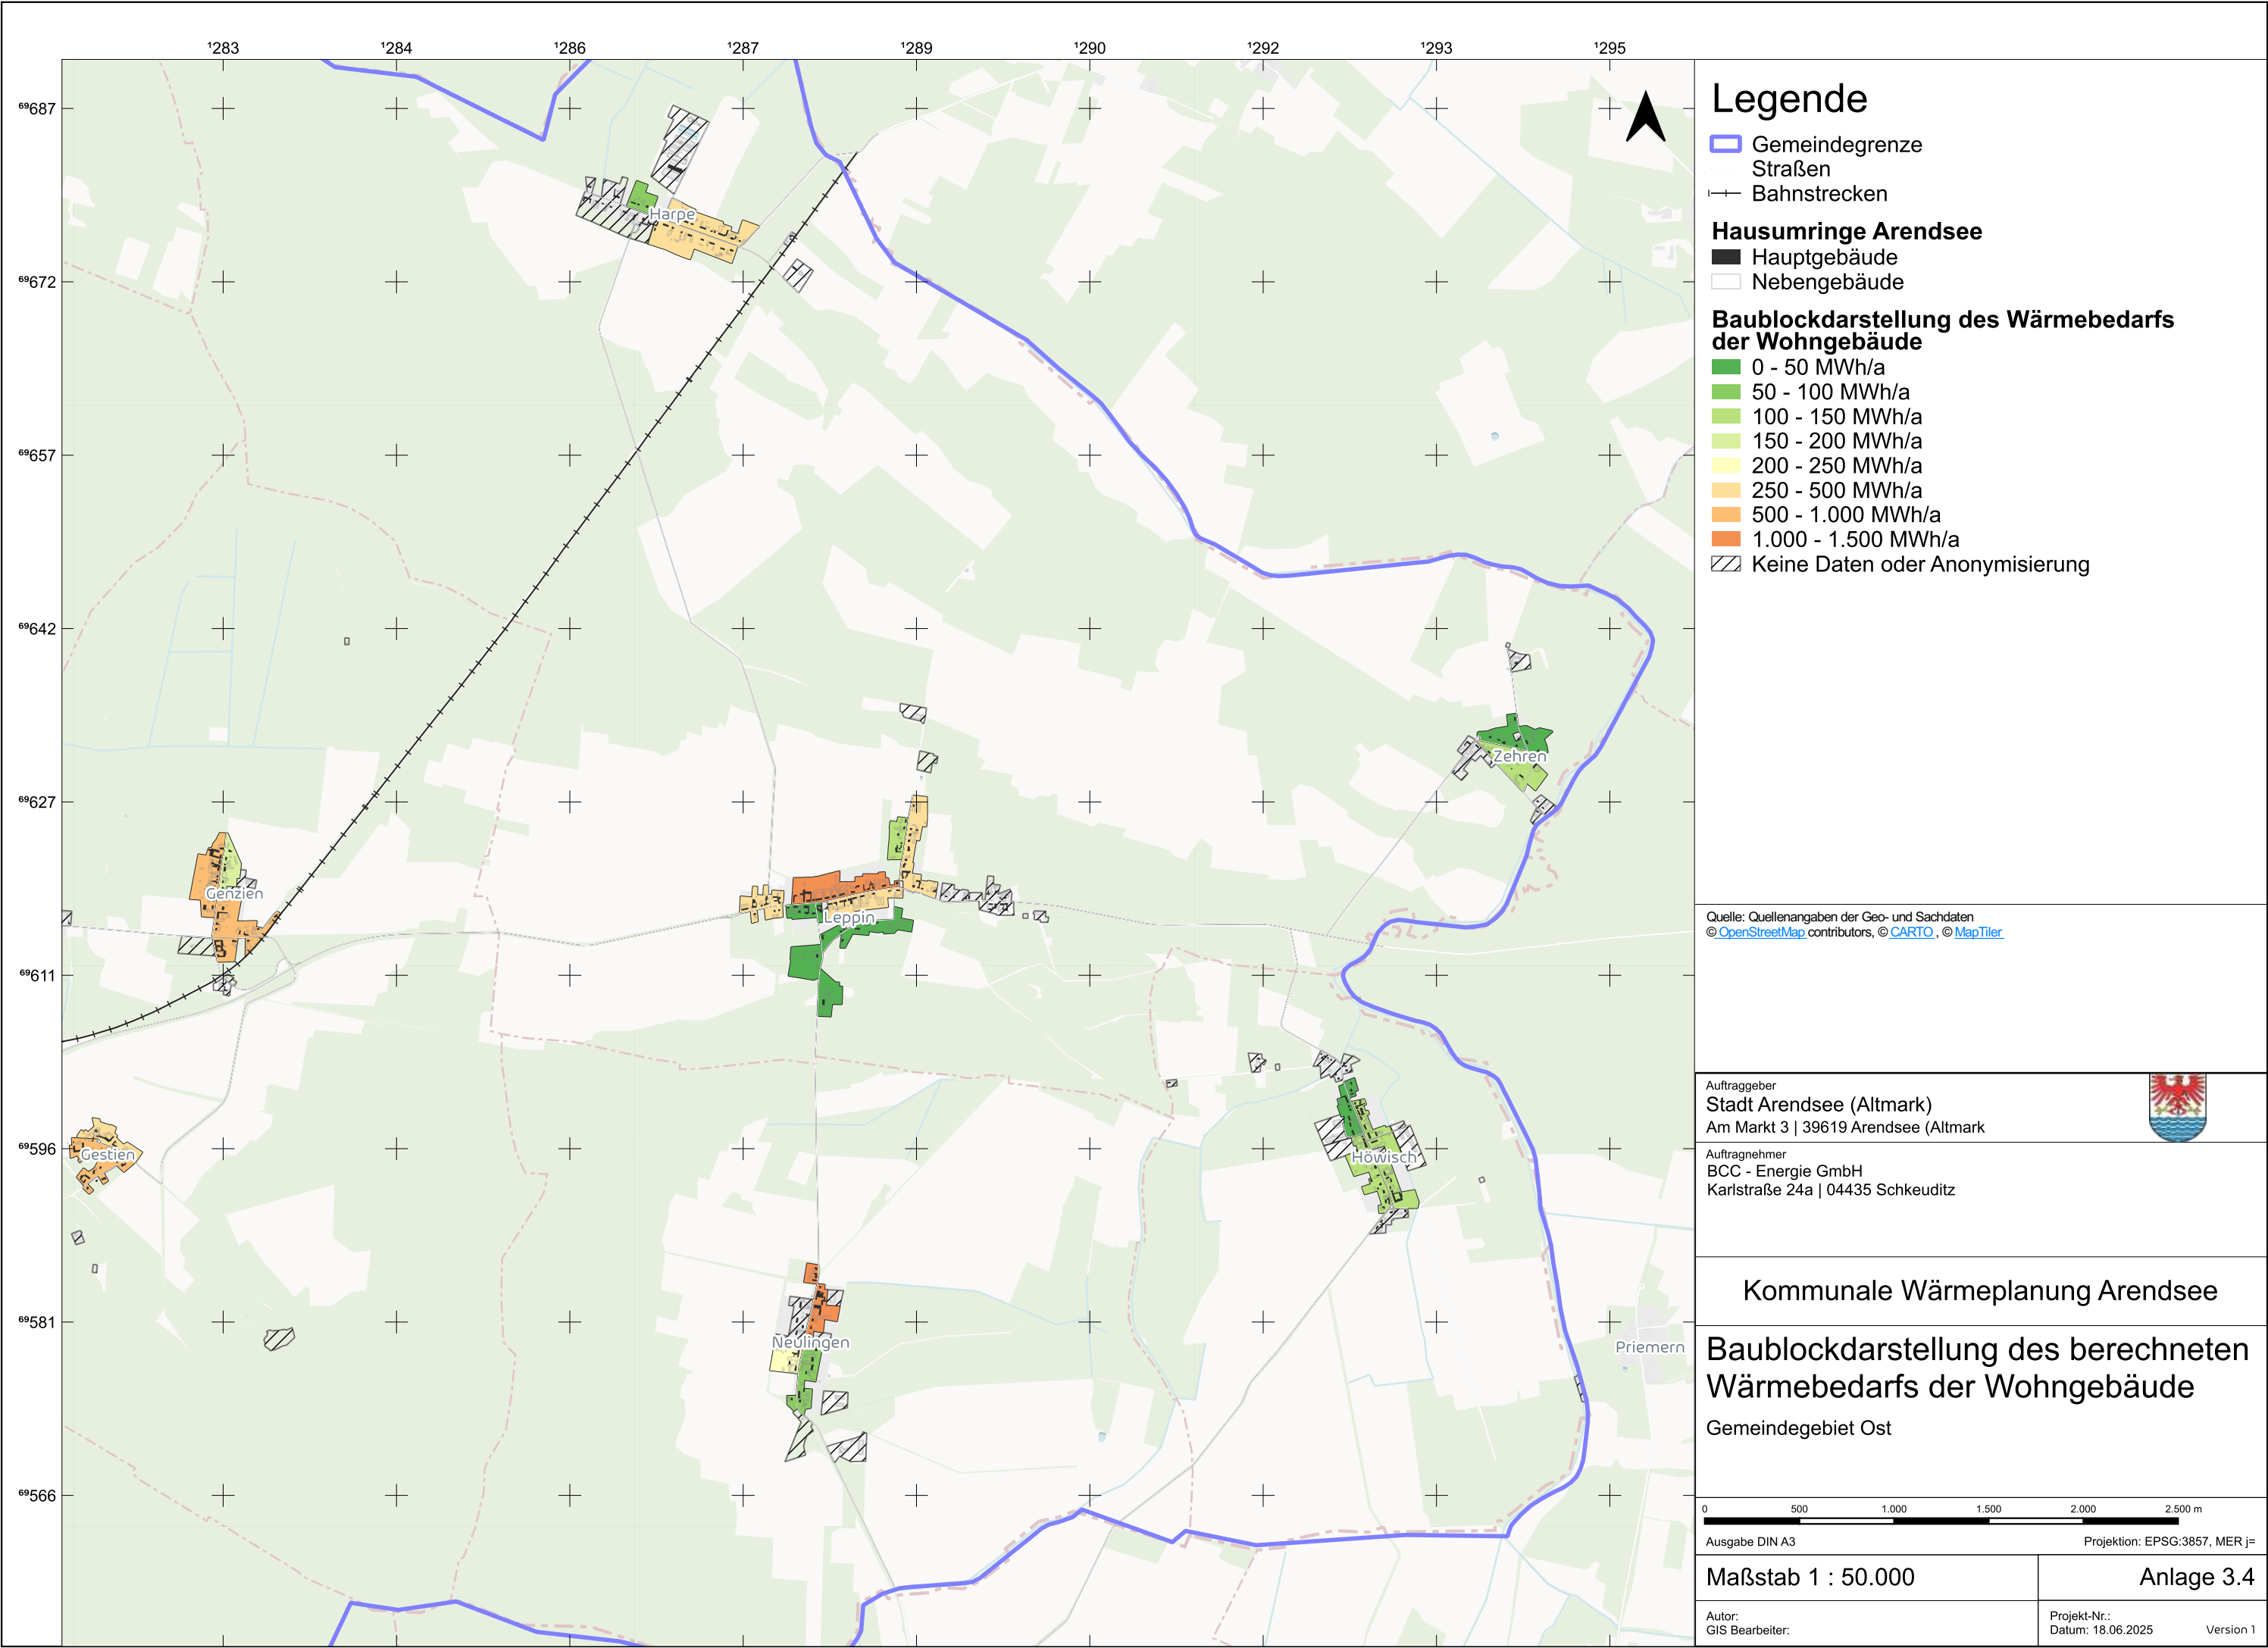 ¹283 ¹284 ¹286 ¹287 ¹289 ¹290 ¹292 ¹293 ¹295
⁶⁹687
⁶⁹672
⁶⁹657
⁶⁹642
⁶⁹627
⁶⁹611
⁶⁹596
⁶⁹581
⁶⁹566
Harpe
Zehren
Genzien
Leppin
Gestien
Höwisch
Neulingen
Priemern
Legende
Gemeindegrenze
Straßen
Bahnstrecken
Hausumringe Arendsee
Hauptgebäude
Nebengebäude
Baublockdarstellung des Wärmebedarfs
der Wohngebäude
0 - 50 MWh/a
50 - 100 MWh/a
100 - 150 MWh/a
150 - 200 MWh/a
200 - 250 MWh/a
250 - 500 MWh/a
500 - 1.000 MWh/a
1.000 - 1.500 MWh/a
Keine Daten oder Anonymisierung
Quelle: Quellenangaben der Geo- und Sachdaten
© OpenStreetMap contributors, © CARTO , © MapTiler
Auftraggeber
Stadt Arendsee (Altmark)
Am Markt 3 | 39619 Arendsee (Altmark
Auftragnehmer
BCC - Energie GmbH
Karlstraße 24a | 04435 Schkeuditz
Kommunale Wärmeplanung Arendsee
Baublockdarstellung des berechneten
Wärmebedarfs der Wohngebäude
Gemeindegebiet Ost
0 500 1.000 1.500 2.000 2.500 m
Ausgabe DIN A3 Projektion: EPSG:3857, MER j=
Maßstab 1 : 50.000 Anlage 3.4
Autor:
GIS Bearbeiter:
Projekt-Nr.:
Datum: 18.06.2025 Version 1